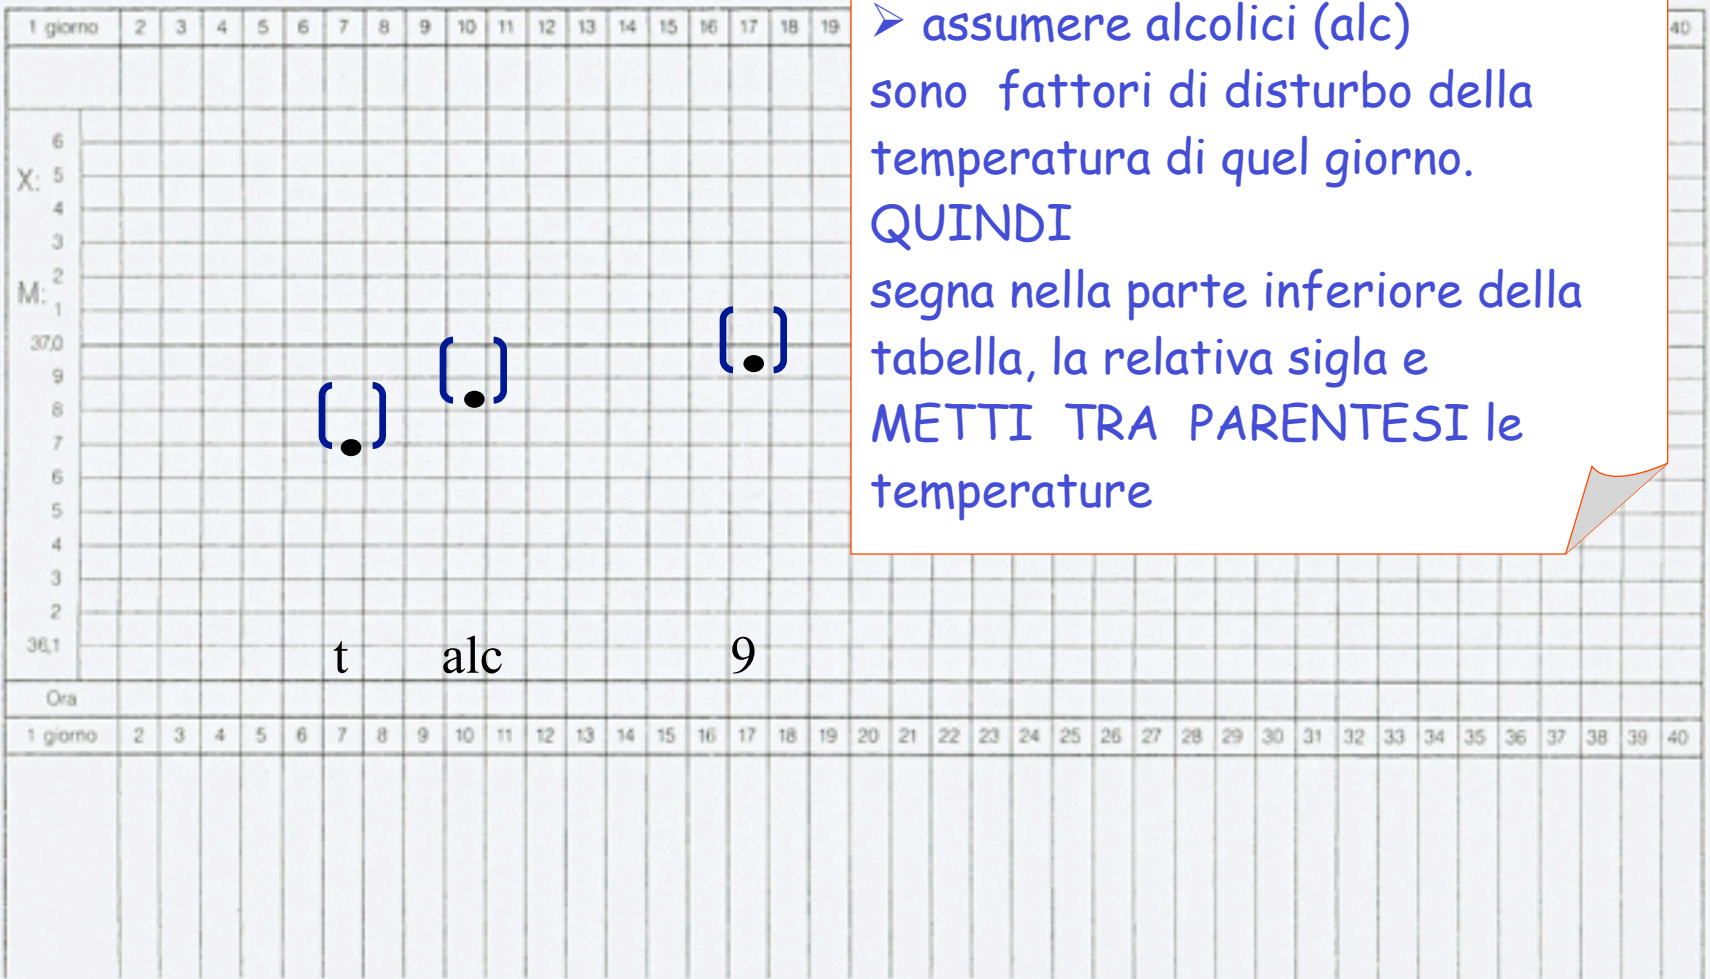 1 giorno 2 3 4 5 6 7 8 9 10 11 12 13 14 15 16 17 18 19 40
➢ assumere alcolici (alc)
sono fattori di disturbo della
temperatura di quel giorno.
QUINDI
segna nella parte inferiore della
tabella, la relativa sigla e
METTI TRA PARENTESI le
temperature
6
X: 5
4
3
2
M: 1
37,0
9
8
7
6
5
4
3
2
36,1
t alc 9
Ora
1 giorno 2 3 4 5 6 7 8 9 10 11 12 13 14 15 16 17 18 19 20 21 22 23 24 25 26 27 28 29 30 31 32 33 34 35 36 37 38 39 40